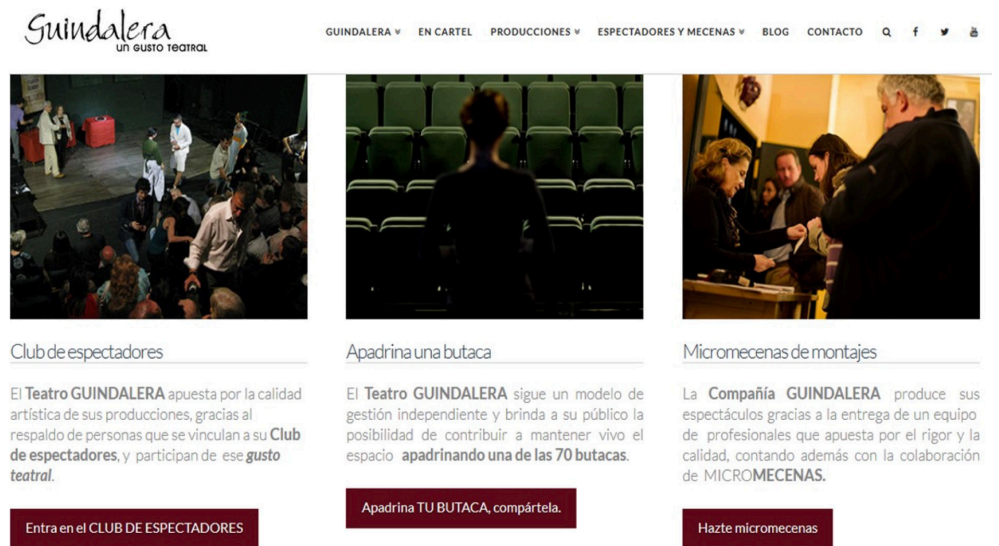 Guindalera
un GUSTO TEATRAL
GUINDALERA EN CARTEL PRODUCCIONES ESPECTADORES Y MECENAS BLOG CONTACTO
Club de espectadores
El Teatro GUINDALERA apuesta por la calidad
artística de sus producciones, gracias al
respaldo de personas que se vinculan a su Club
de espectadores, y participan de ese gusto
teatral.
Entra en el CLUB DE ESPECTADORES
Apadrina una butaca
El Teatro GUINDALERA sigue un modelo de
gestión independiente y brinda a su público la
posibilidad de contribuir a mantener vivo el
espacio apadrinando una de las 70 butacas.
Apadrina TU BUTACA, compártela.
Micromecenas de montajes
La Compañía GUINDALERA produce sus
espectáculos gracias a la entrega de un equipo
de profesionales que apuesta por el rigor y la
calidad, contando además con la colaboración
de MICROMECENAS.
Hazte micromecenas